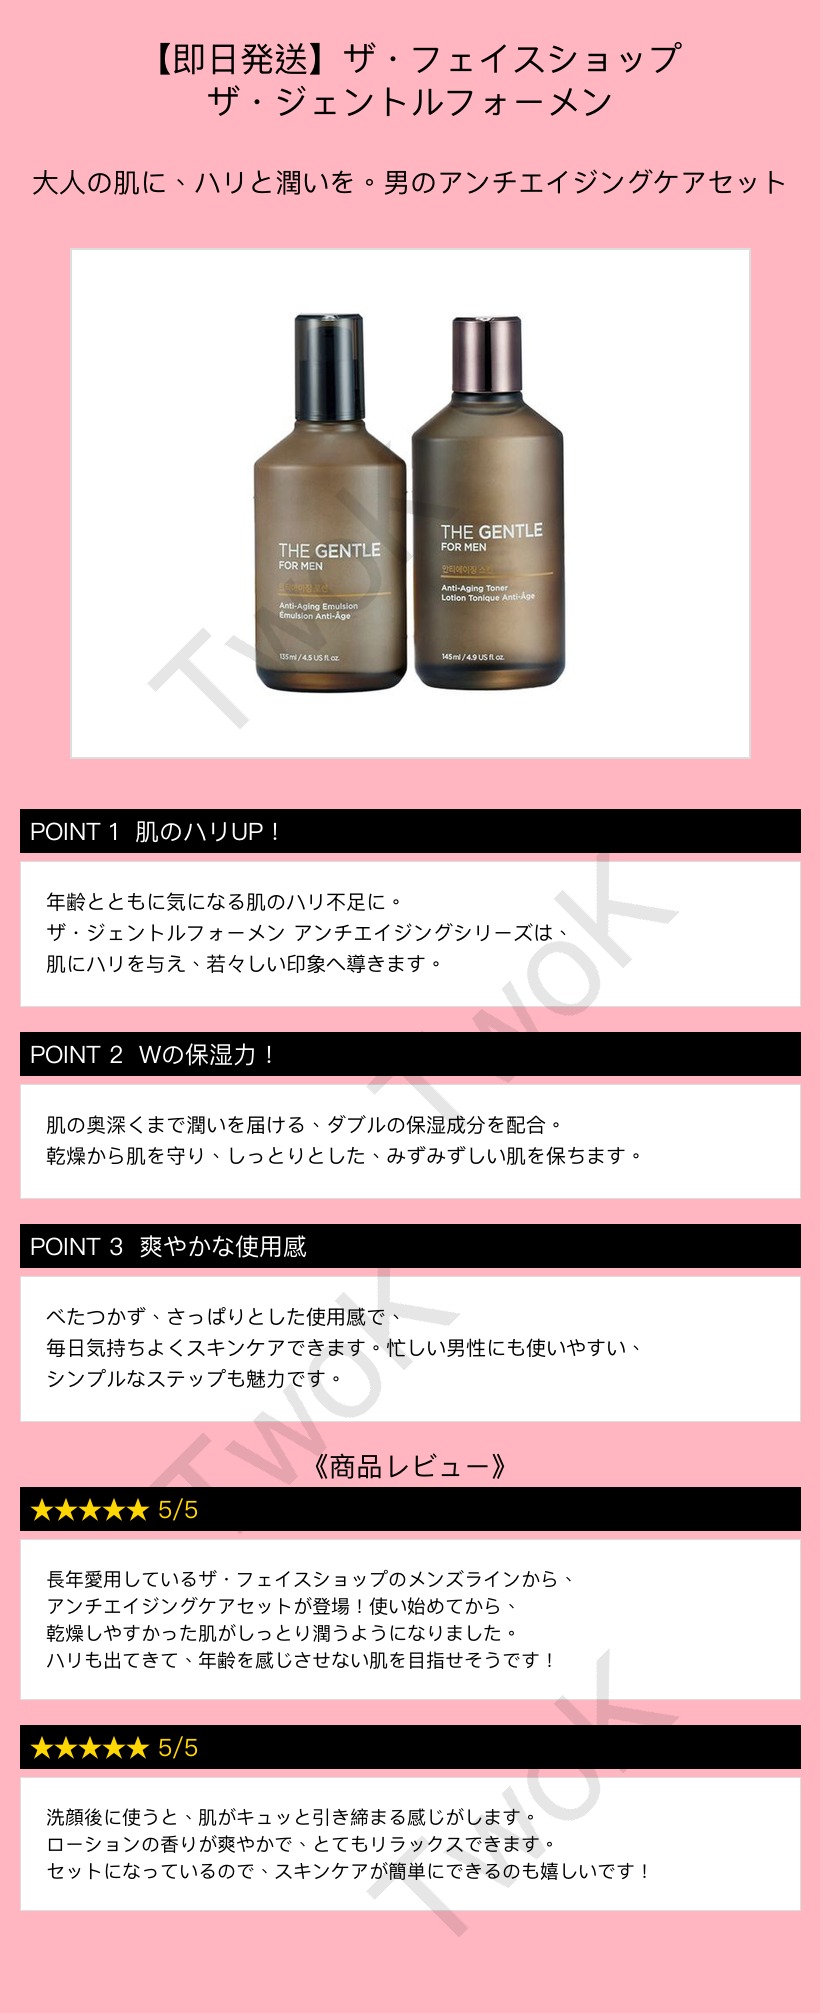 【即日発送】ザ・フェイスショップ
ザ・ジェントルフォーメン
大人の肌に、ハリと潤いを。男のアンチエイジングケアセット
THE GENTLE
FOR MEN
안티에이징 로션
Anti-Aging Emulsion
Émulsion Anti-Âge
135 ml / 4.5 US fl. oz.
THE GENTLE
FOR MEN
안티에이징 스킨
Anti-Aging Toner
Lotion Tonique Anti-Âge
145 ml / 4.9 US fl. oz.
TwoK
POINT 1 肌のハリUP！
年齢とともに気になる肌のハリ不足に。
ザ・ジェントルフォーメン アンチエイジングシリーズは、
肌にハリを与え、若々しい印象へ導きます。
TwoK
POINT 2 Wの保湿力！
肌の奥深くまで潤いを届ける、ダブルの保湿成分を配合。
乾燥から肌を守り、しっとりとした、みずみずしい肌を保ちます。
POINT 3 爽やかな使用感
べたつかず、さっぱりとした使用感で、
毎日気持ちよくスキンケアできます。忙しい男性にも使いやすい、
シンプルなステップも魅力です。
TwoK
《商品レビュー》
★★★★★ 5/5
長年愛用しているザ・フェイスショップのメンズラインから、
アンチエイジングケアセットが登場！使い始めてから、
乾燥しやすかった肌がしっとり潤うようになりました。
ハリも出てきて、年齢を感じさせない肌を目指せそうです！
★★★★★ 5/5
洗顔後に使うと、肌がキュッと引き締まる感じがします。
ローションの香りが爽やかで、とてもリラックスできます。
セットになっているので、スキンケアが簡単にできるのも嬉しいです！
TwoK